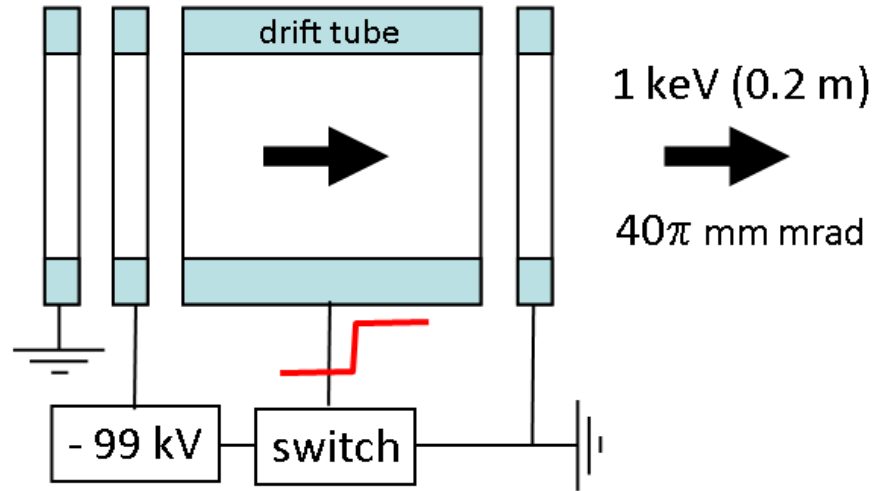 drift tube
1 keV (0.2 m)
40π mm mrad
- 99 kV
switch